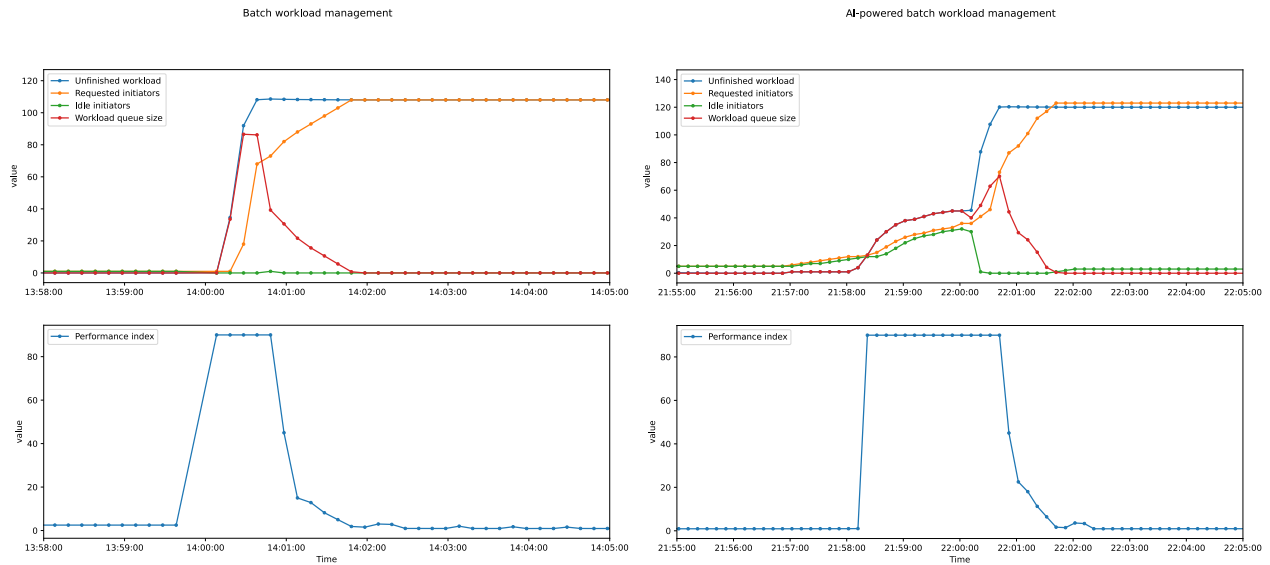 Batch workload management
AI-powered batch workload management
Unfinished workload
Requested initiators
Idle initiators
Workload queue size
value
120
100
80
60
40
20
0
13:58:00 13:59:00 14:00:00 14:01:00 14:02:00 14:03:00 14:04:00 14:05:00
Unfinished workload
Requested initiators
Idle initiators
Workload queue size
value
140
120
100
80
60
40
20
0
21:55:00 21:56:00 21:57:00 21:58:00 21:59:00 22:00:00 22:01:00 22:02:00 22:03:00 22:04:00 22:05:00
Performance index
value
80
60
40
20
0
13:58:00 13:59:00 14:00:00 14:01:00 14:02:00 14:03:00 14:04:00 14:05:00
Time
Performance index
value
80
60
40
20
0
21:55:00 21:56:00 21:57:00 21:58:00 21:59:00 22:00:00 22:01:00 22:02:00 22:03:00 22:04:00 22:05:00
Time